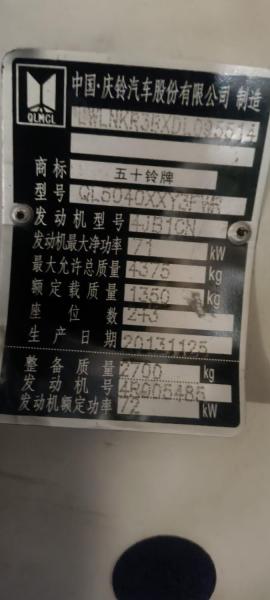 中国·庆铃汽车股份有限公司 制造
QLMCL
LWLNKR3RXDL095614
商标 五十铃牌
型号 QL5040XXY3FWR
发动机型号 4JB1CN
发动机最大净功率 71 kW
最大允许总质量 4375 kg
额定载质量 1350 kg
座位数 2+3
生产日期 20131125
整备质量 2700 kg
发动机号 4R005485
发动机额定功率 72 kW